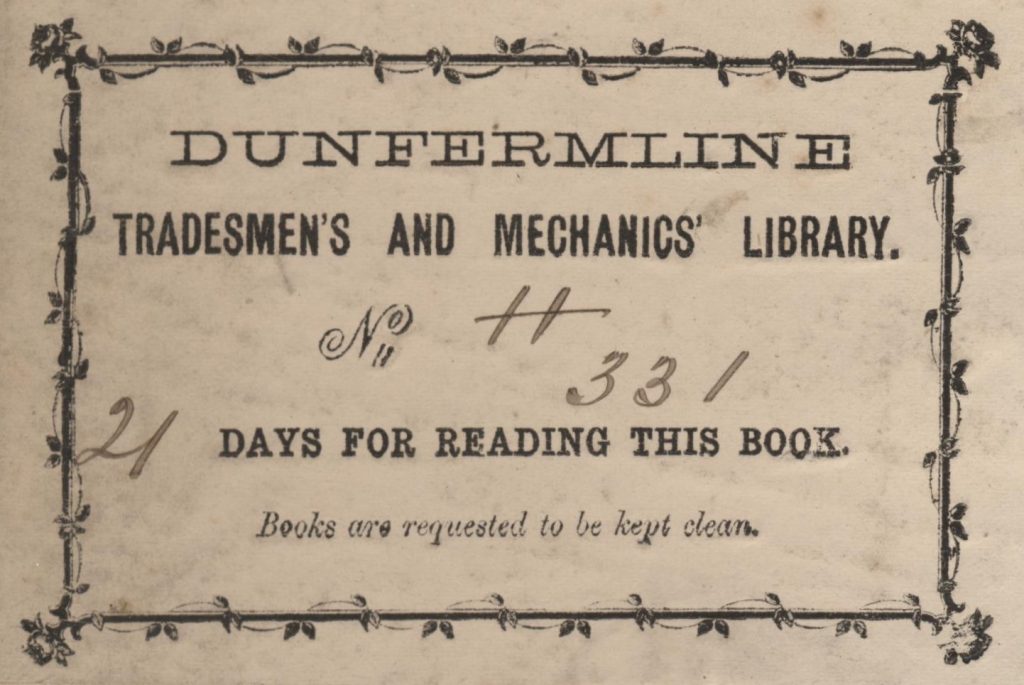 DUNFERMLINE
TRADESMEN'S AND MECHANICS' LIBRARY.
No 11
331
21 DAYS FOR READING THIS BOOK.
Books are requested to be kept clean.